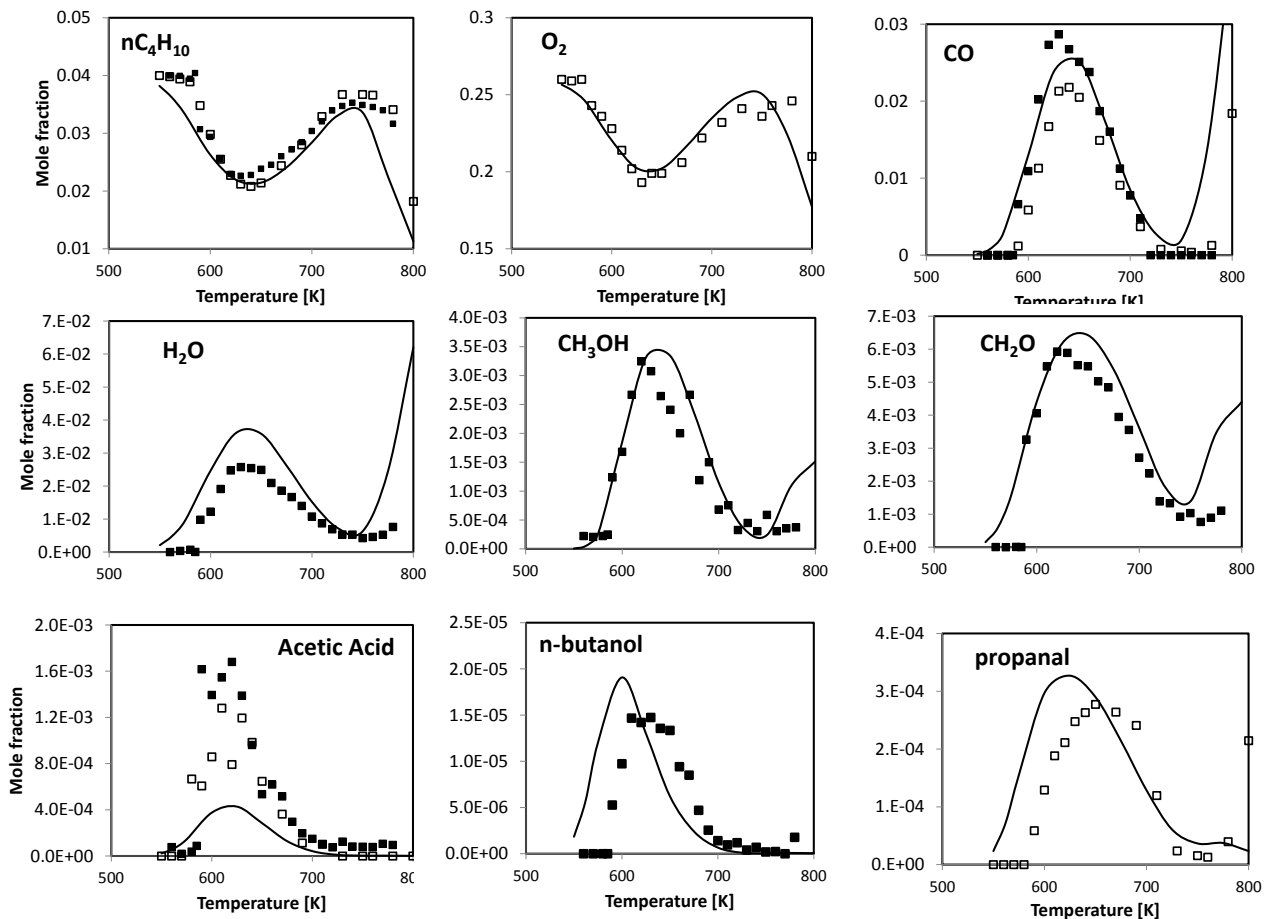 nC4H10
Mole fraction
0.05
0.04
0.03
0.02
0.01
500 600 700 800
Temperature [K]
O2
0.3
0.25
0.2
0.15
500 600 700 800
Temperature [K]
CO
0.03
0.02
0.01
0
500 600 700 800
Temperature [K]
H2O
Mole fraction
7.E-02
6.E-02
5.E-02
4.E-02
3.E-02
2.E-02
1.E-02
0.E+00
500 600 700 800
CH3OH
4.0E-03
3.5E-03
3.0E-03
2.5E-03
2.0E-03
1.5E-03
1.0E-03
5.0E-04
0.0E+00
500 600 700 800
CH2O
7.E-03
6.E-03
5.E-03
4.E-03
3.E-03
2.E-03
1.E-03
0.E+00
500 600 700 800
Acetic Acid
Mole fraction
2.0E-03
1.6E-03
1.2E-03
8.0E-04
4.0E-04
0.0E+00
500 600 700 800
Temperature [K]
n-butanol
2.5E-05
2.0E-05
1.5E-05
1.0E-05
5.0E-06
0.0E+00
500 600 700 800
Temperature [K]
propanal
4.E-04
3.E-04
2.E-04
1.E-04
0.E+00
500 600 700 800
Temperature [K]